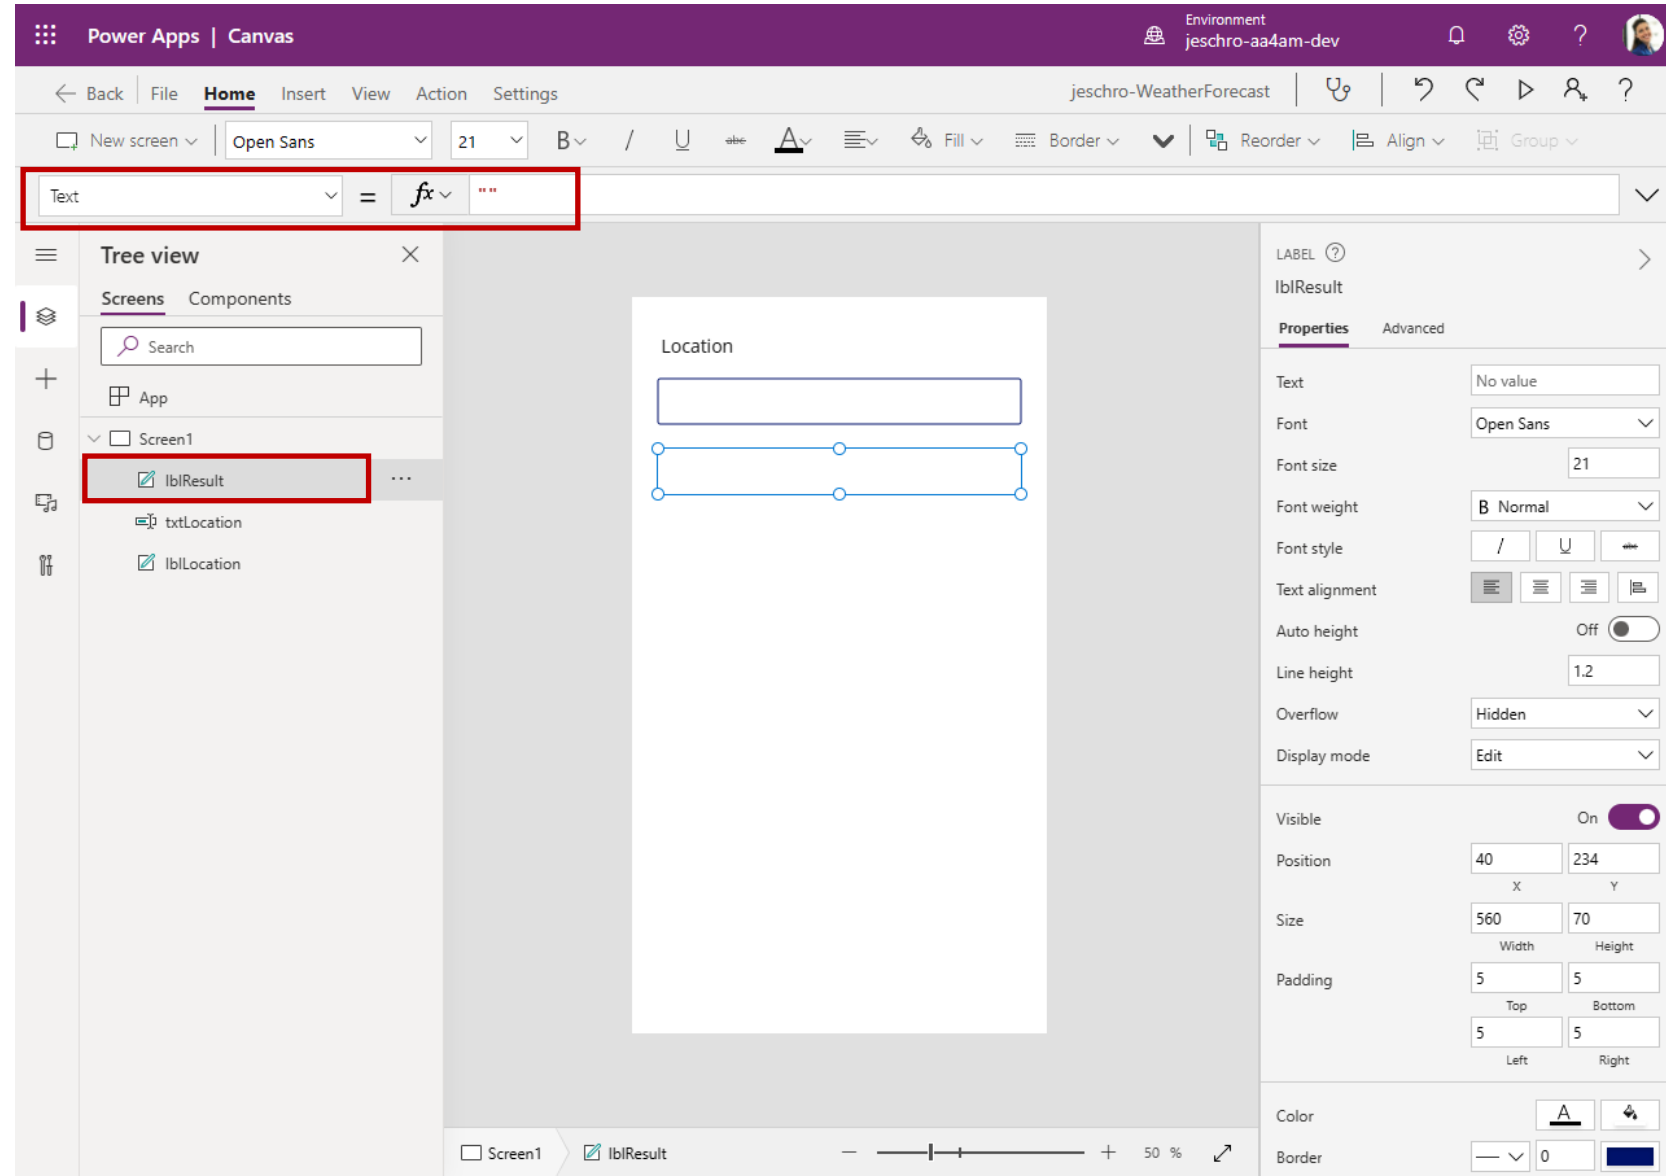 Power Apps | Canvas
Environment
jeschro-aa4am-dev
Back File Home Insert View Action Settings
jeschro-WeatherForecast
New screen Open Sans 21 B / U abc A Fill Border Reorder Align Group
Text = fx ""
Tree view
Screens Components
Search
App
Screen1
lblResult
txtLocation
lblLocation
Location
LABEL
lblResult
Properties Advanced
Text No value
Font Open Sans
Font size 21
Font weight B Normal
Font style / U abc
Text alignment
Auto height Off
Line height 1.2
Overflow Hidden
Display mode Edit
Visible On
Position 40 234
X Y
Size 560 70
Width Height
Padding 5 5
Top Bottom
5 5
Left Right
Color A
Border 0
Screen1 lblResult 50 %